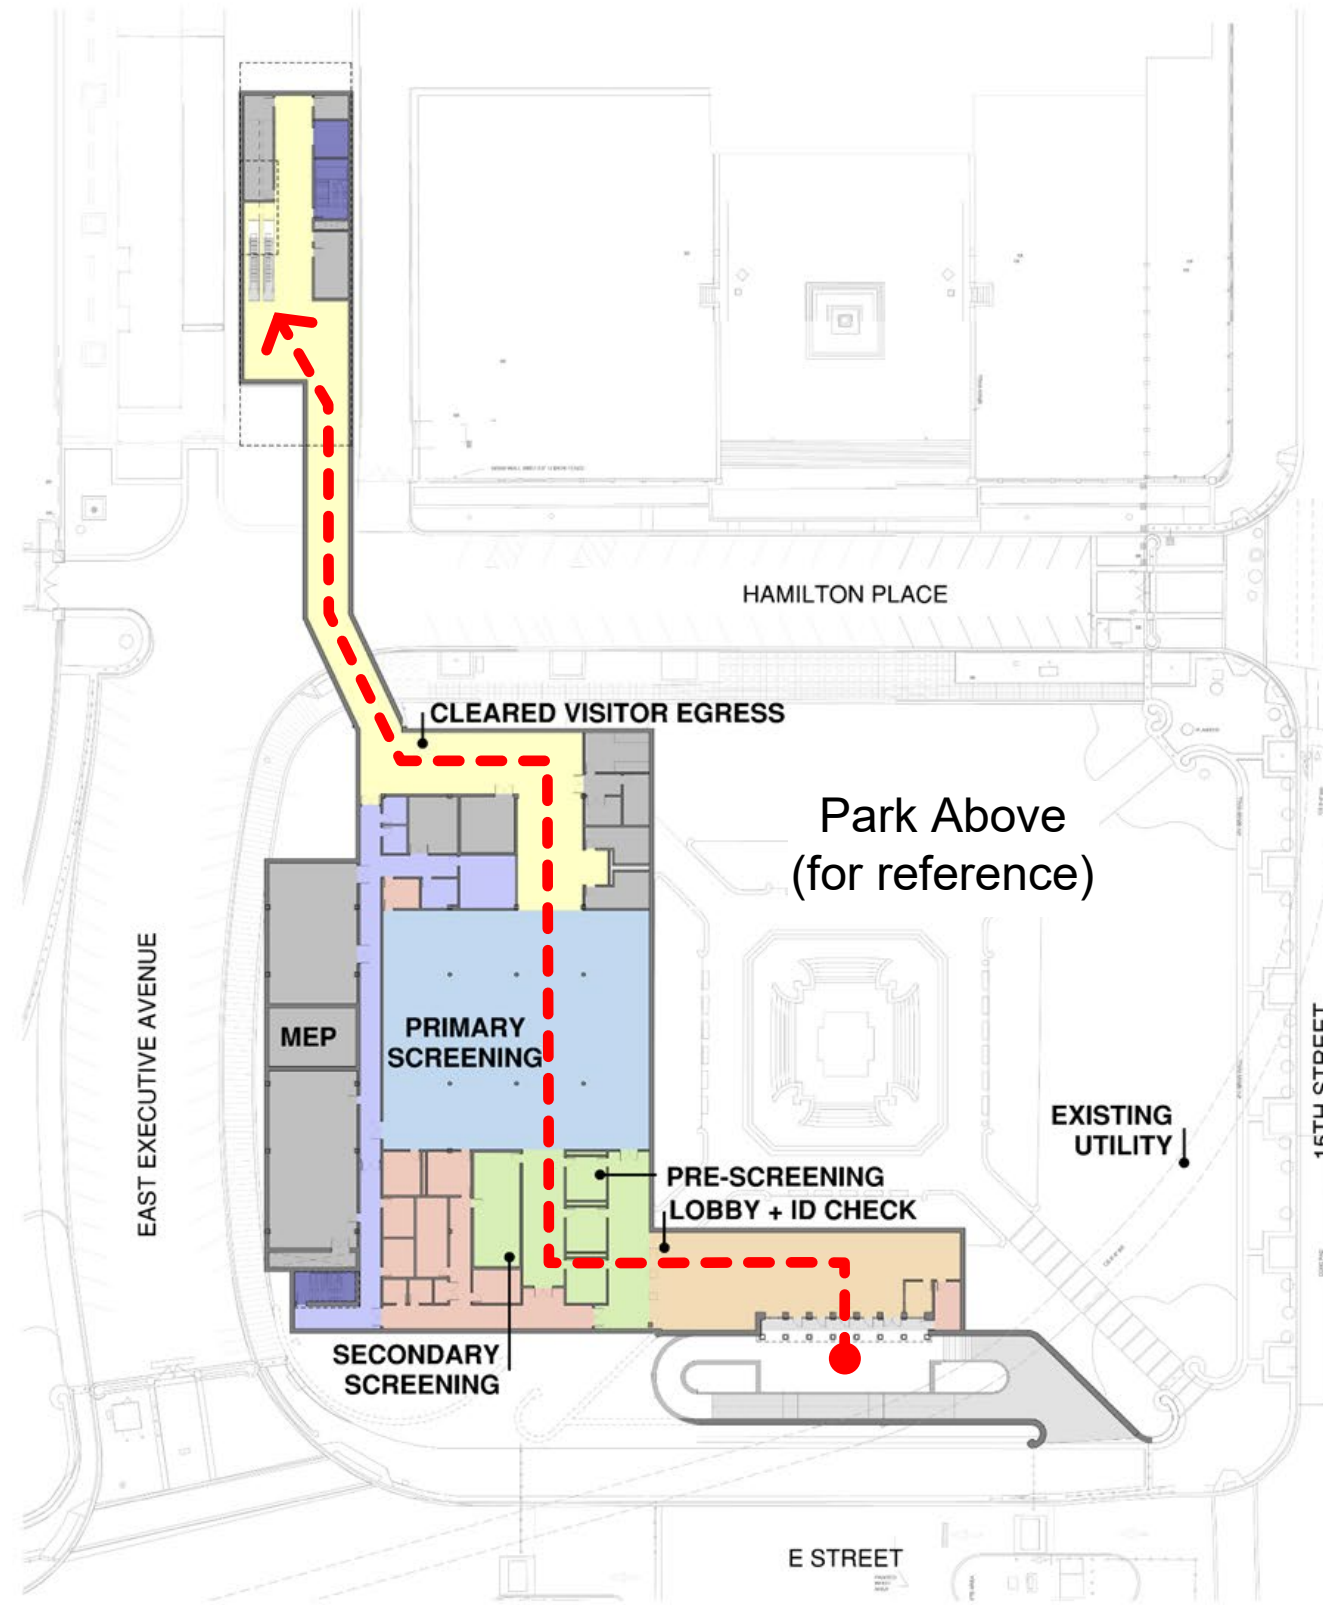 HAMILTON PLACE
CLEARED VISITOR EGRESS
Park Above
(for reference)
EAST EXECUTIVE AVENUE
MEP
PRIMARY
SCREENING
EXISTING
UTILITY
15TH STREET
PRE-SCREENING
LOBBY + ID CHECK
SECONDARY
SCREENING
E STREET